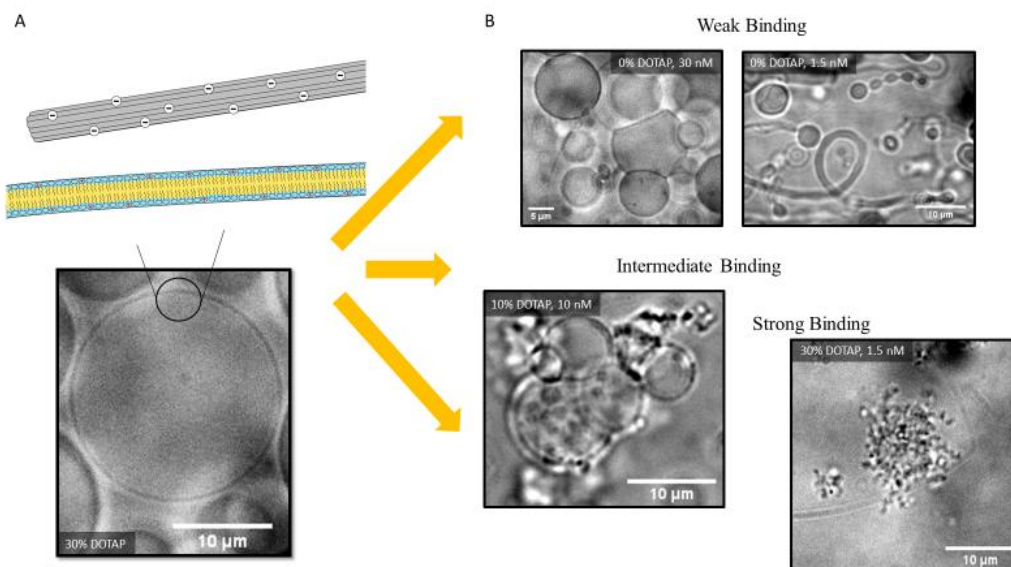 A
30% DOTAP
10 μm
B
Weak Binding
0% DOTAP, 30 nM
5 μm
0% DOTAP, 1.5 nM
10 μm
Intermediate Binding
10% DOTAP, 10 nM
10 μm
Strong Binding
30% DOTAP, 1.5 nM
10 μm